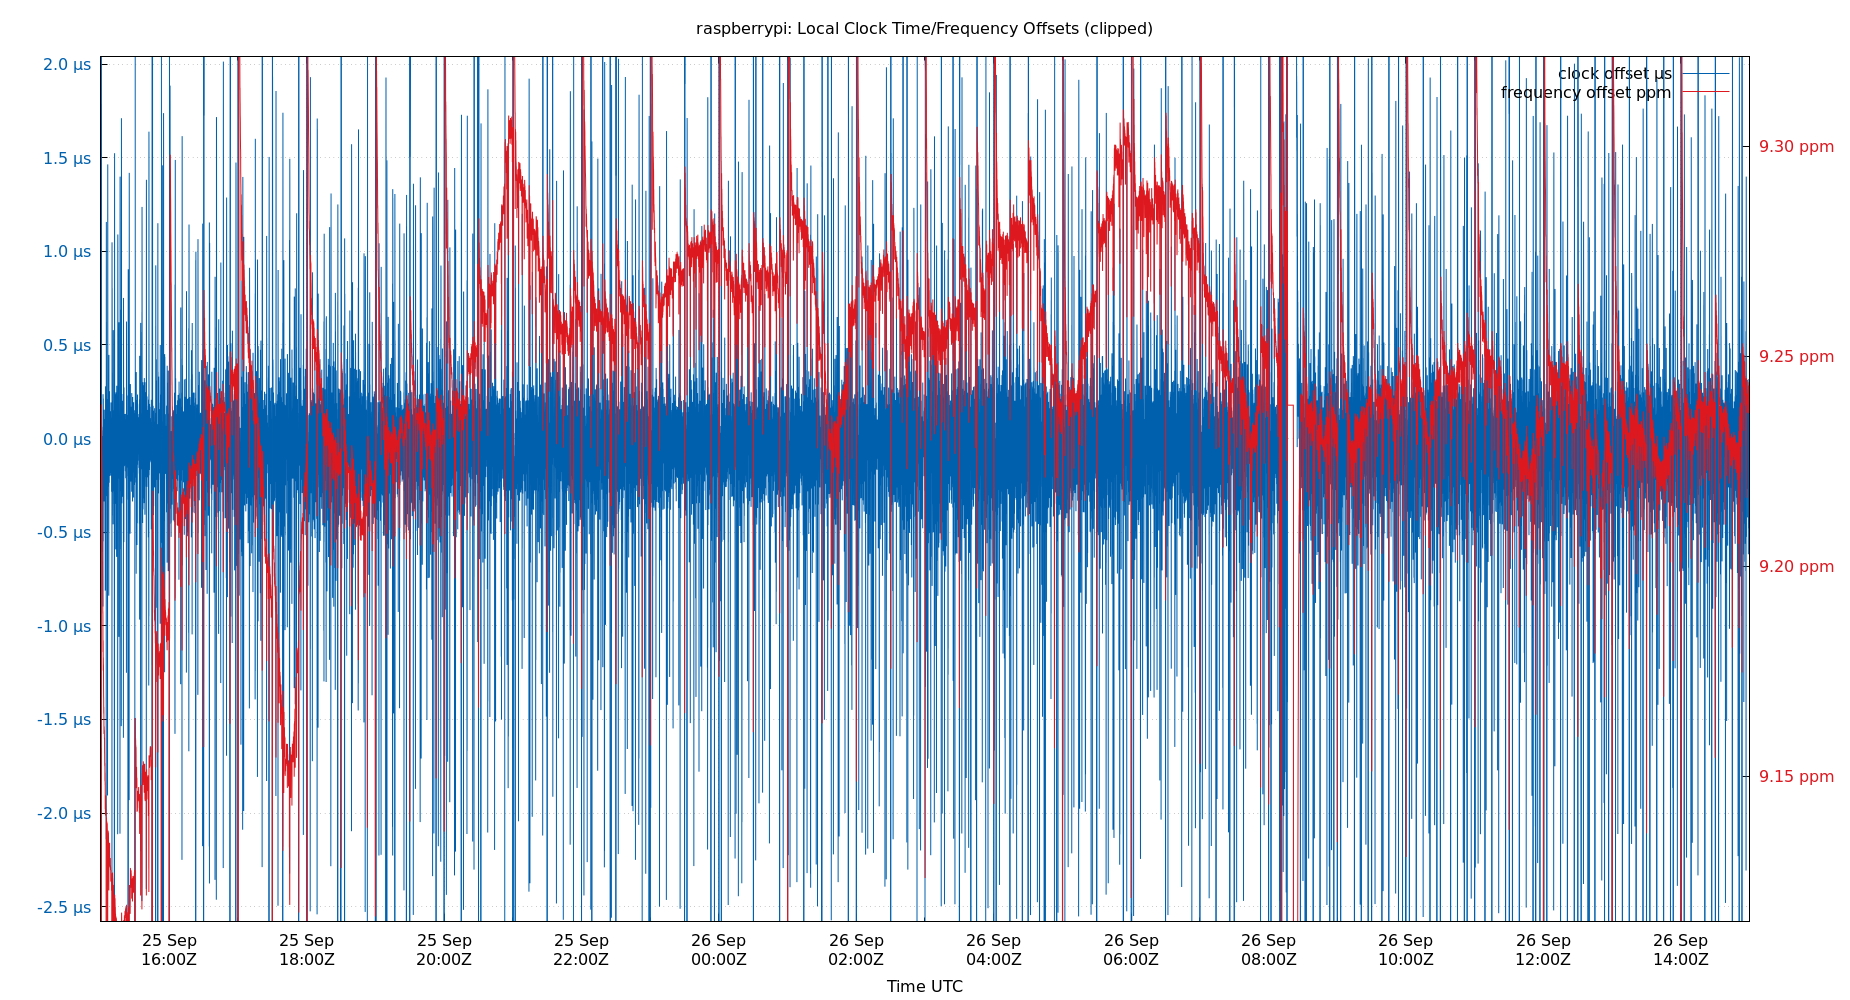 raspberrypi: Local Clock Time/Frequency Offsets (clipped)
clock offset µs
frequency offset ppm
2.0 µs
1.5 µs
1.0 µs
0.5 µs
0.0 µs
-0.5 µs
-1.0 µs
-1.5 µs
-2.0 µs
-2.5 µs
9.30 ppm
9.25 ppm
9.20 ppm
9.15 ppm
25 Sep 25 Sep 25 Sep 25 Sep 26 Sep 26 Sep 26 Sep 26 Sep 26 Sep 26 Sep 26 Sep 26 Sep
16:00Z 18:00Z 20:00Z 22:00Z 00:00Z 02:00Z 04:00Z 06:00Z 08:00Z 10:00Z 12:00Z 14:00Z
Time UTC